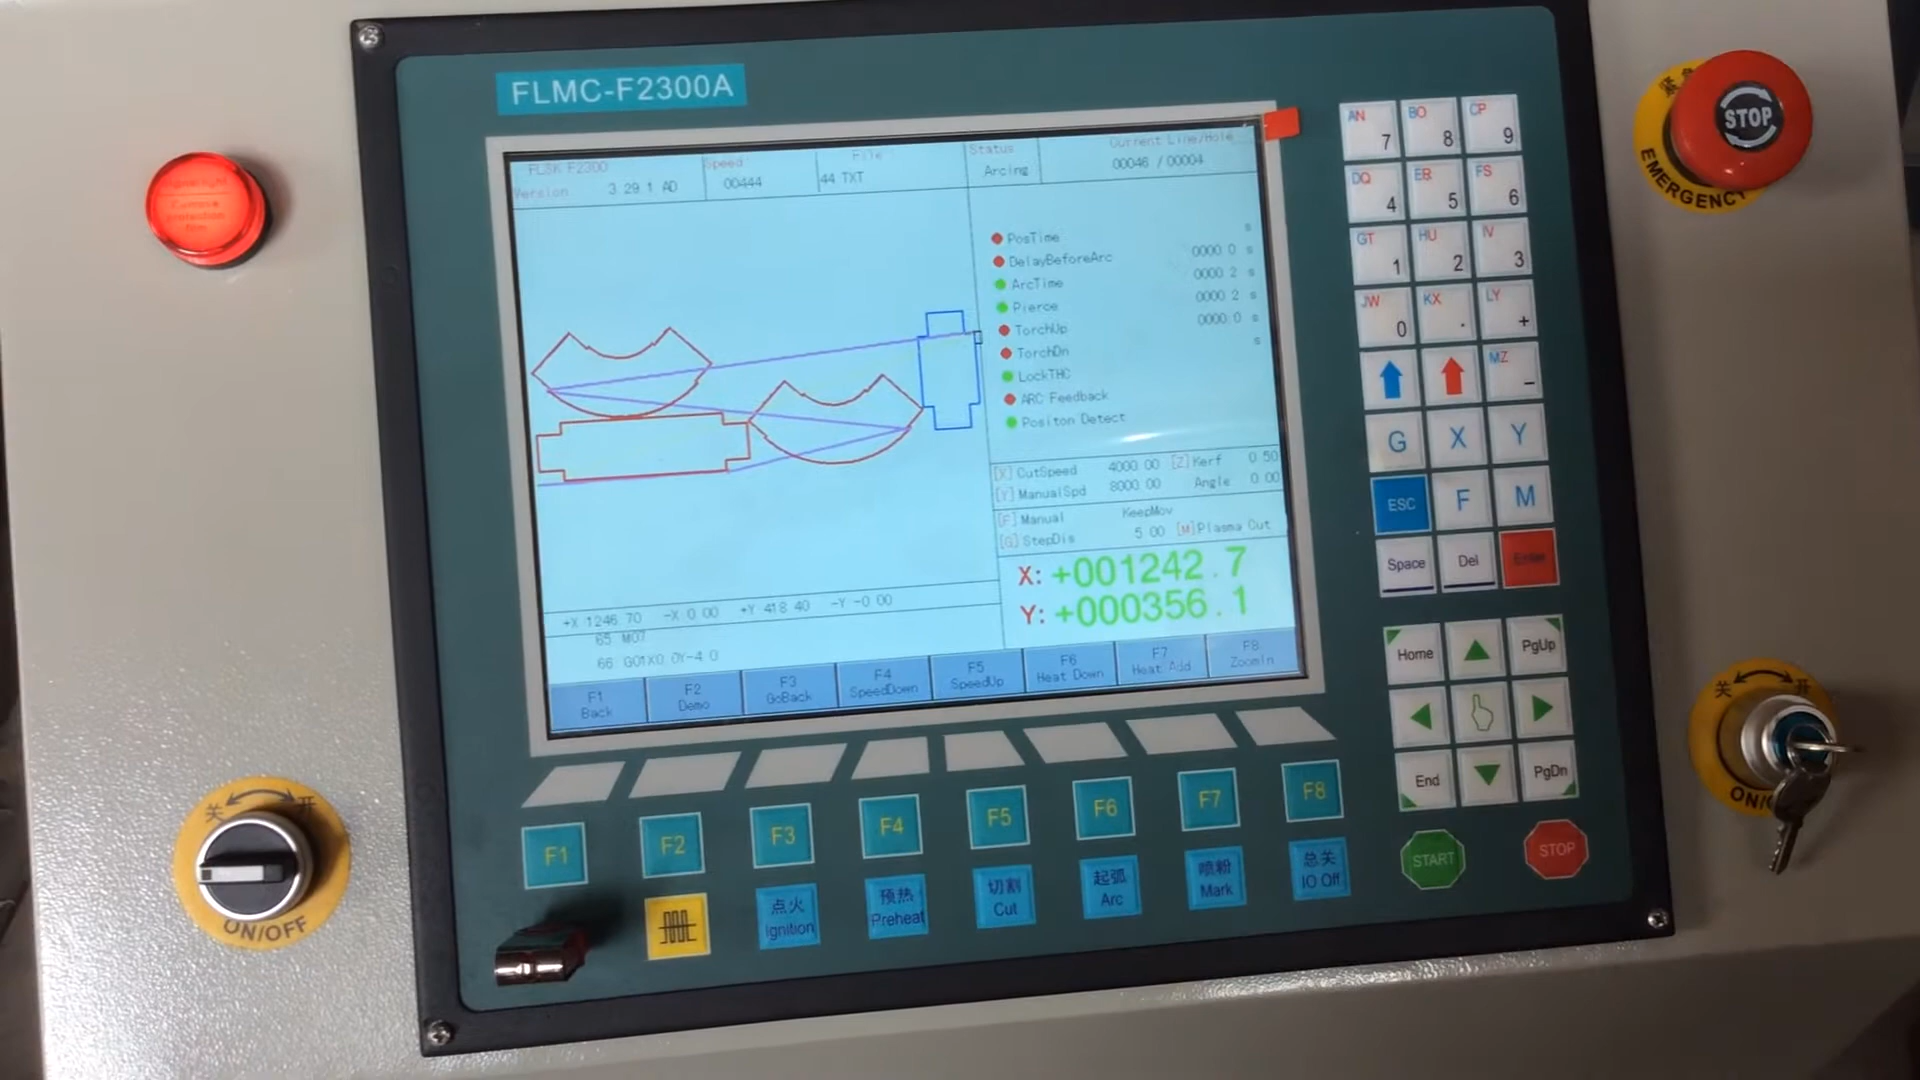 FLMC-F2300A
FLSK F2300
Version 3.29.1 AD
Speed
00444
File
44 TXT
Status
Arcing
Current Line/Hole
00046 / 00004
PosTime s
DelayBeforeArc 0000 0 s
ArcTime 0000 2 s
Pierce 0000 2 s
TorchUp 0000.0 s
TorchDn s
LockTHC
ARC Feedback
Positon Detect
[X] CutSpeed 4000 00 [Z] Kerf 0 50
[Y] ManualSpd 8000 00 Angle 0 00
[F] Manual KeepMov
[G] StepDis 5 00 [M] Plasma Cut
X: +001242.7
Y: +000356.1
+X 1246 70 -X 0 00 +Y 418 40 -Y -0 00
65 M07
66 G01X0.0Y-4.0
F1 Back
F2 Demo
F3 GoBack
F4 SpeedDown
F5 SpeedUp
F6 Heat Down
F7 Heat Add
F8 ZoomIn
F1 F2 F3 F4 F5 F6 F7 F8
点火 Ignition
预热 Preheat
切割 Cut
起弧 Arc
喷粉 Mark
总关 IO Off
AN 7 BO 8 CP 9
DQ 4 ER 5 FS 6
GT 1 HU 2 IV 3
JW 0 KX . LY +
MZ -
G X Y
ESC F M
Space Del Enter
Home PgUp
End PgDn
START STOP
紧急
STOP
EMERGENCY
关 开
ON/OFF
关 开